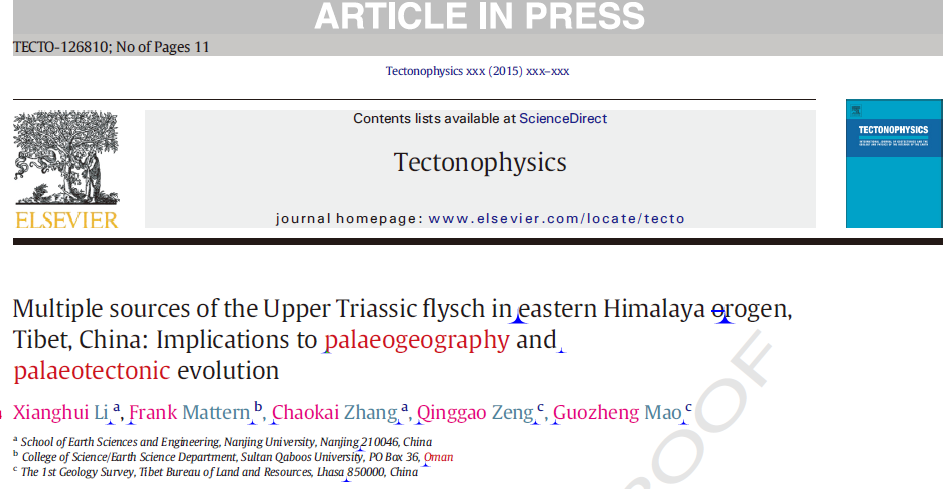 ARTICLE IN PRESS
TECTO-126810; No of Pages 11
Tectonophysics xxx (2015) xxx–xxx
Contents lists available at ScienceDirect
Tectonophysics
journal homepage: www.elsevier.com/locate/tecto
ELSEVIER
TECTONOPHYSICS
Multiple sources of the Upper Triassic flysch in eastern Himalaya orogen,
Tibet, China: Implications to palaeogeography and
palaeotectonic evolution
Xianghui Li a, Frank Mattern b, Chaokai Zhang a, Qinggao Zeng c, Guozheng Mao c
a School of Earth Sciences and Engineering, Nanjing University, Nanjing 210046, China
b College of Science/Earth Science Department, Sultan Qaboos University, PO Box 36, Oman
c The 1st Geology Survey, Tibet Bureau of Land and Resources, Lhasa 850000, China
ROOF